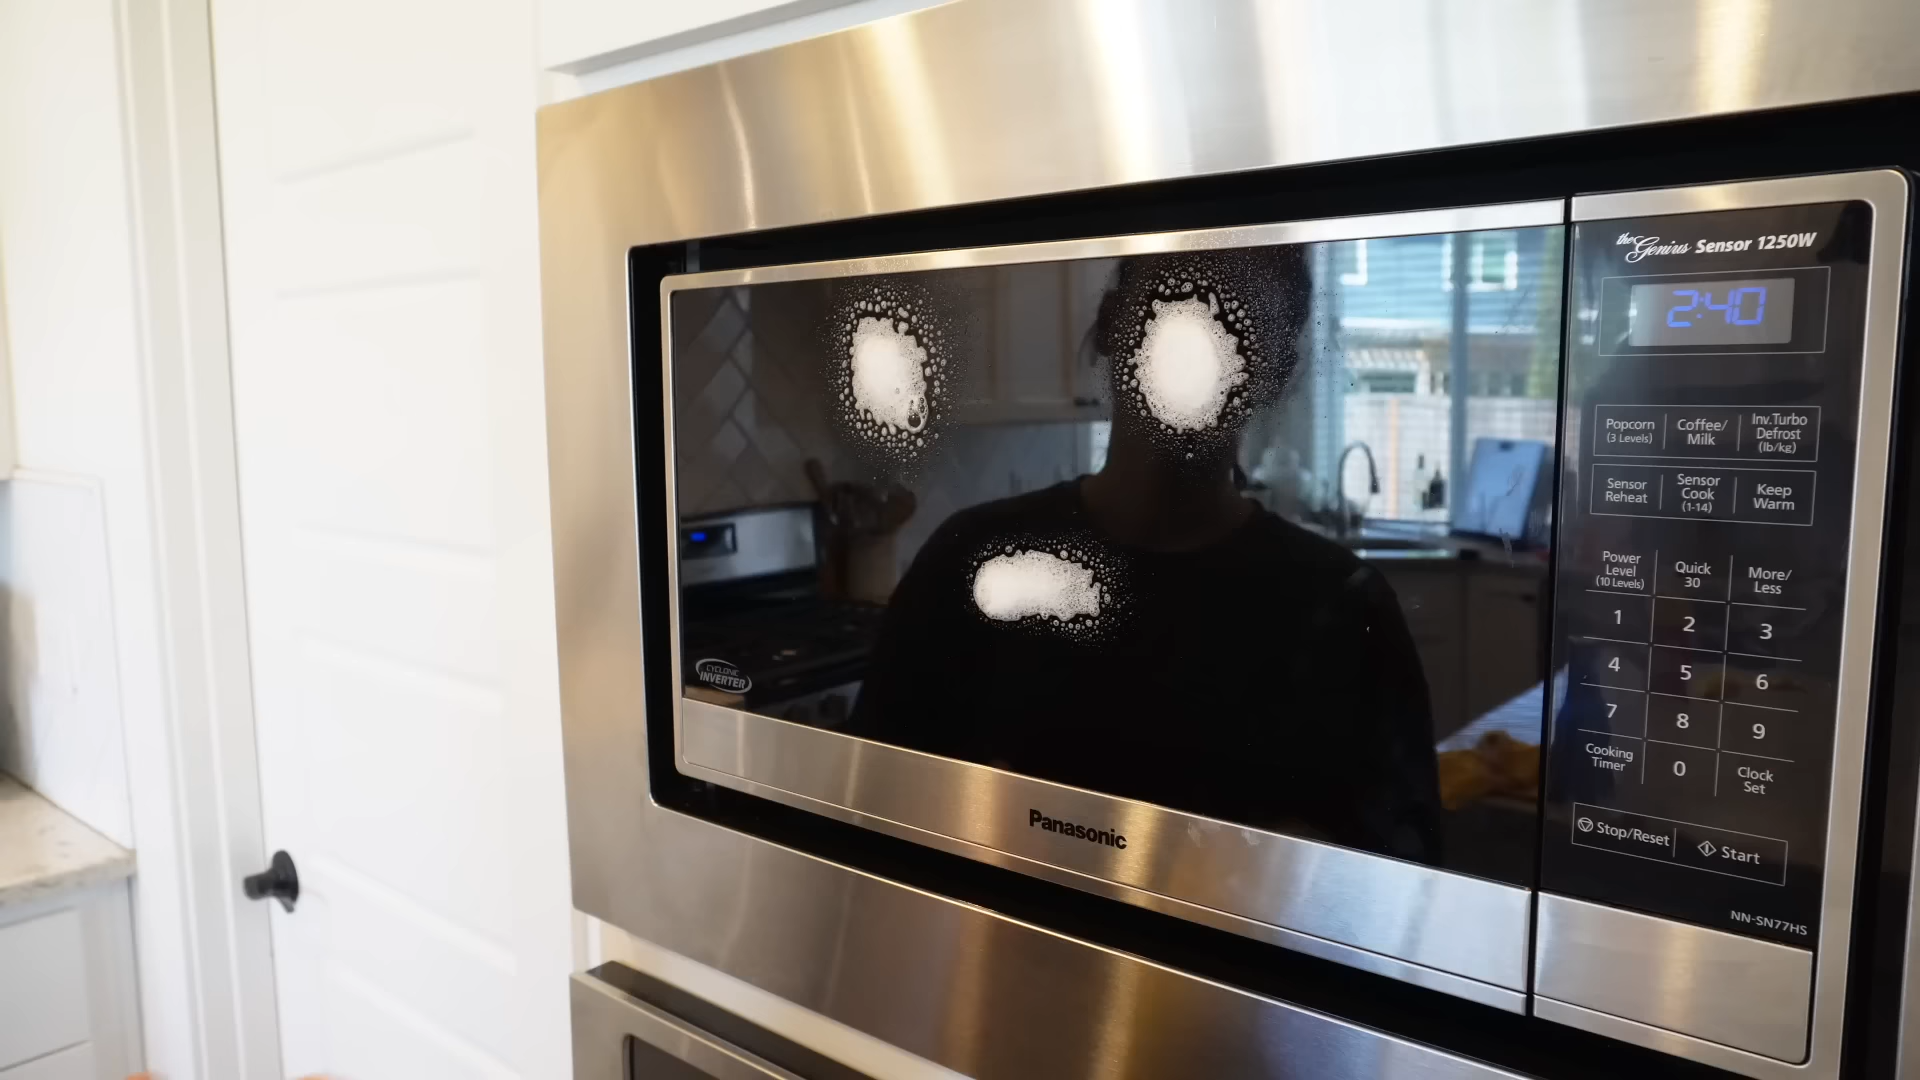 the Genius Sensor 1250W
2:40
Popcorn
(3 Levels)
Coffee/
Milk
Inv.Turbo
Defrost
(lb/kg)
Sensor
Reheat
Sensor
Cook
(1-14)
Keep
Warm
Power
Level
(10 Levels)
Quick
30
More/
Less
1 2 3
4 5 6
7 8 9
Cooking
Timer
0
Clock
Set
Stop/Reset
Start
NN-SN77HS
CYCLONIC
INVERTER
Panasonic